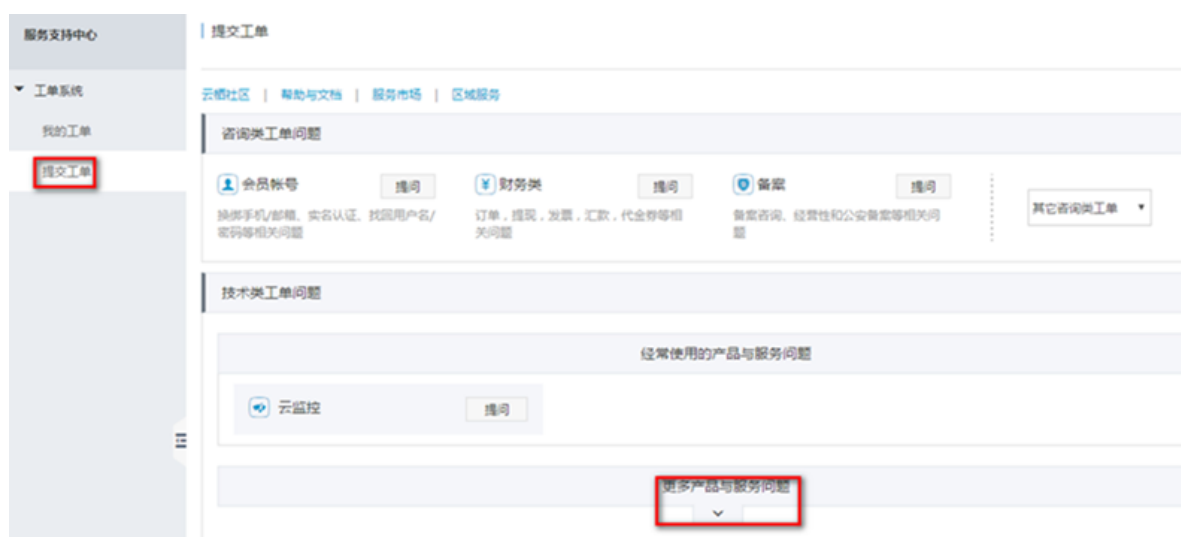 服务支持中心
提交工单
工单系统
我的工单
提交工单
云栖社区 | 帮助与文档 | 服务市场 | 区域服务
咨询类工单问题
会员帐号 提问
换绑手机/邮箱、实名认证、找回用户名/
密码等相关问题
财务类 提问
订单，提现，发票，汇款，代金券等相
关问题
备案 提问
备案咨询、经营性和公安备案等相关问
题
其它咨询类工单
技术类工单问题
经常使用的产品与服务问题
云监控 提问
更多产品与服务问题